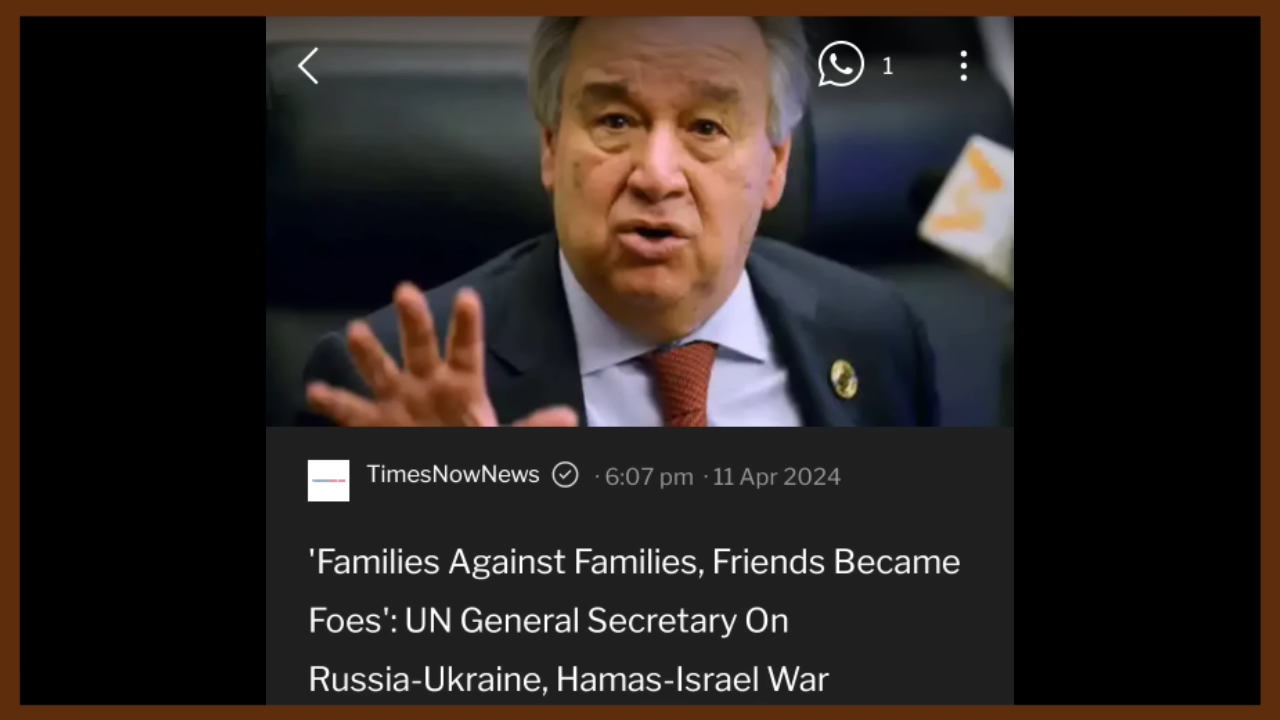 1
TimesNowNews · 6:07 pm · 11 Apr 2024
'Families Against Families, Friends Became
Foes': UN General Secretary On
Russia-Ukraine, Hamas-Israel War